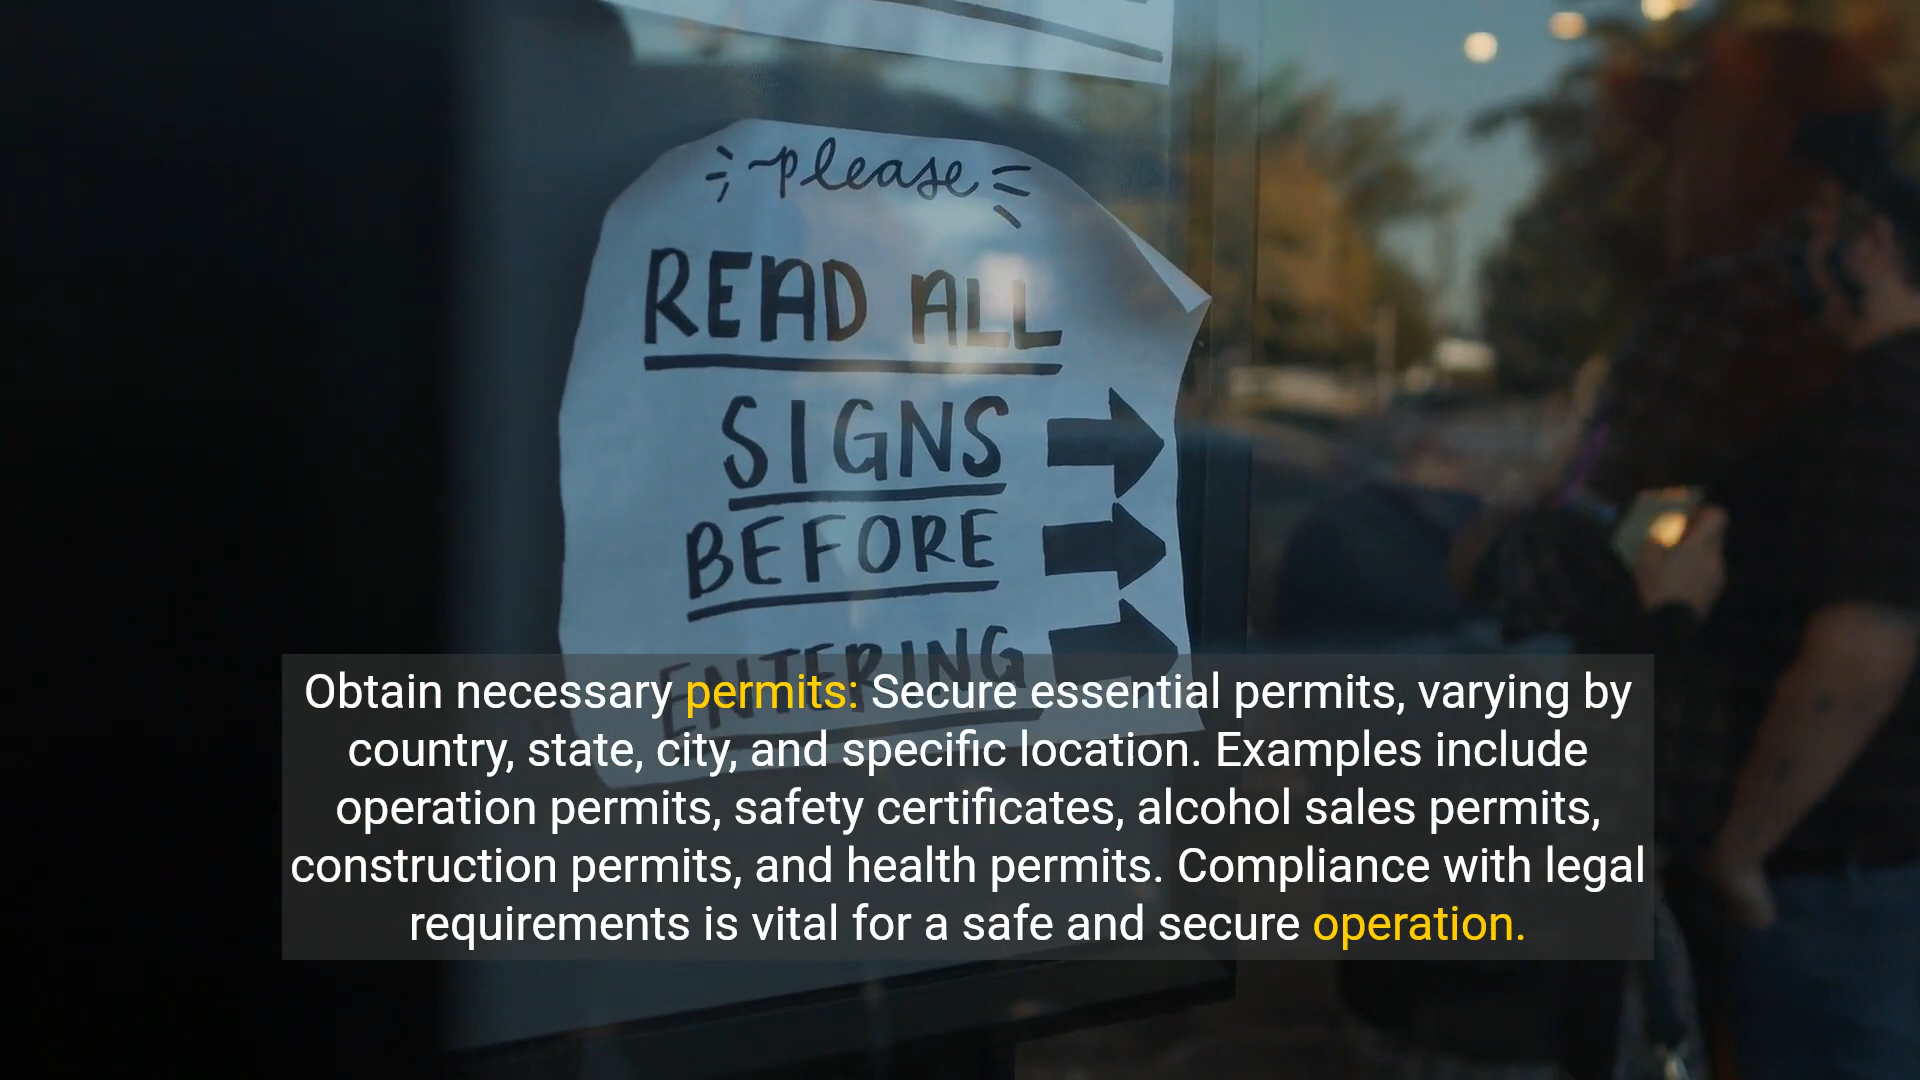 please
READ ALL
SIGNS
BEFORE
ENTERING
Obtain necessary permits: Secure essential permits, varying by
country, state, city, and specific location. Examples include
operation permits, safety certificates, alcohol sales permits,
construction permits, and health permits. Compliance with legal
requirements is vital for a safe and secure operation.